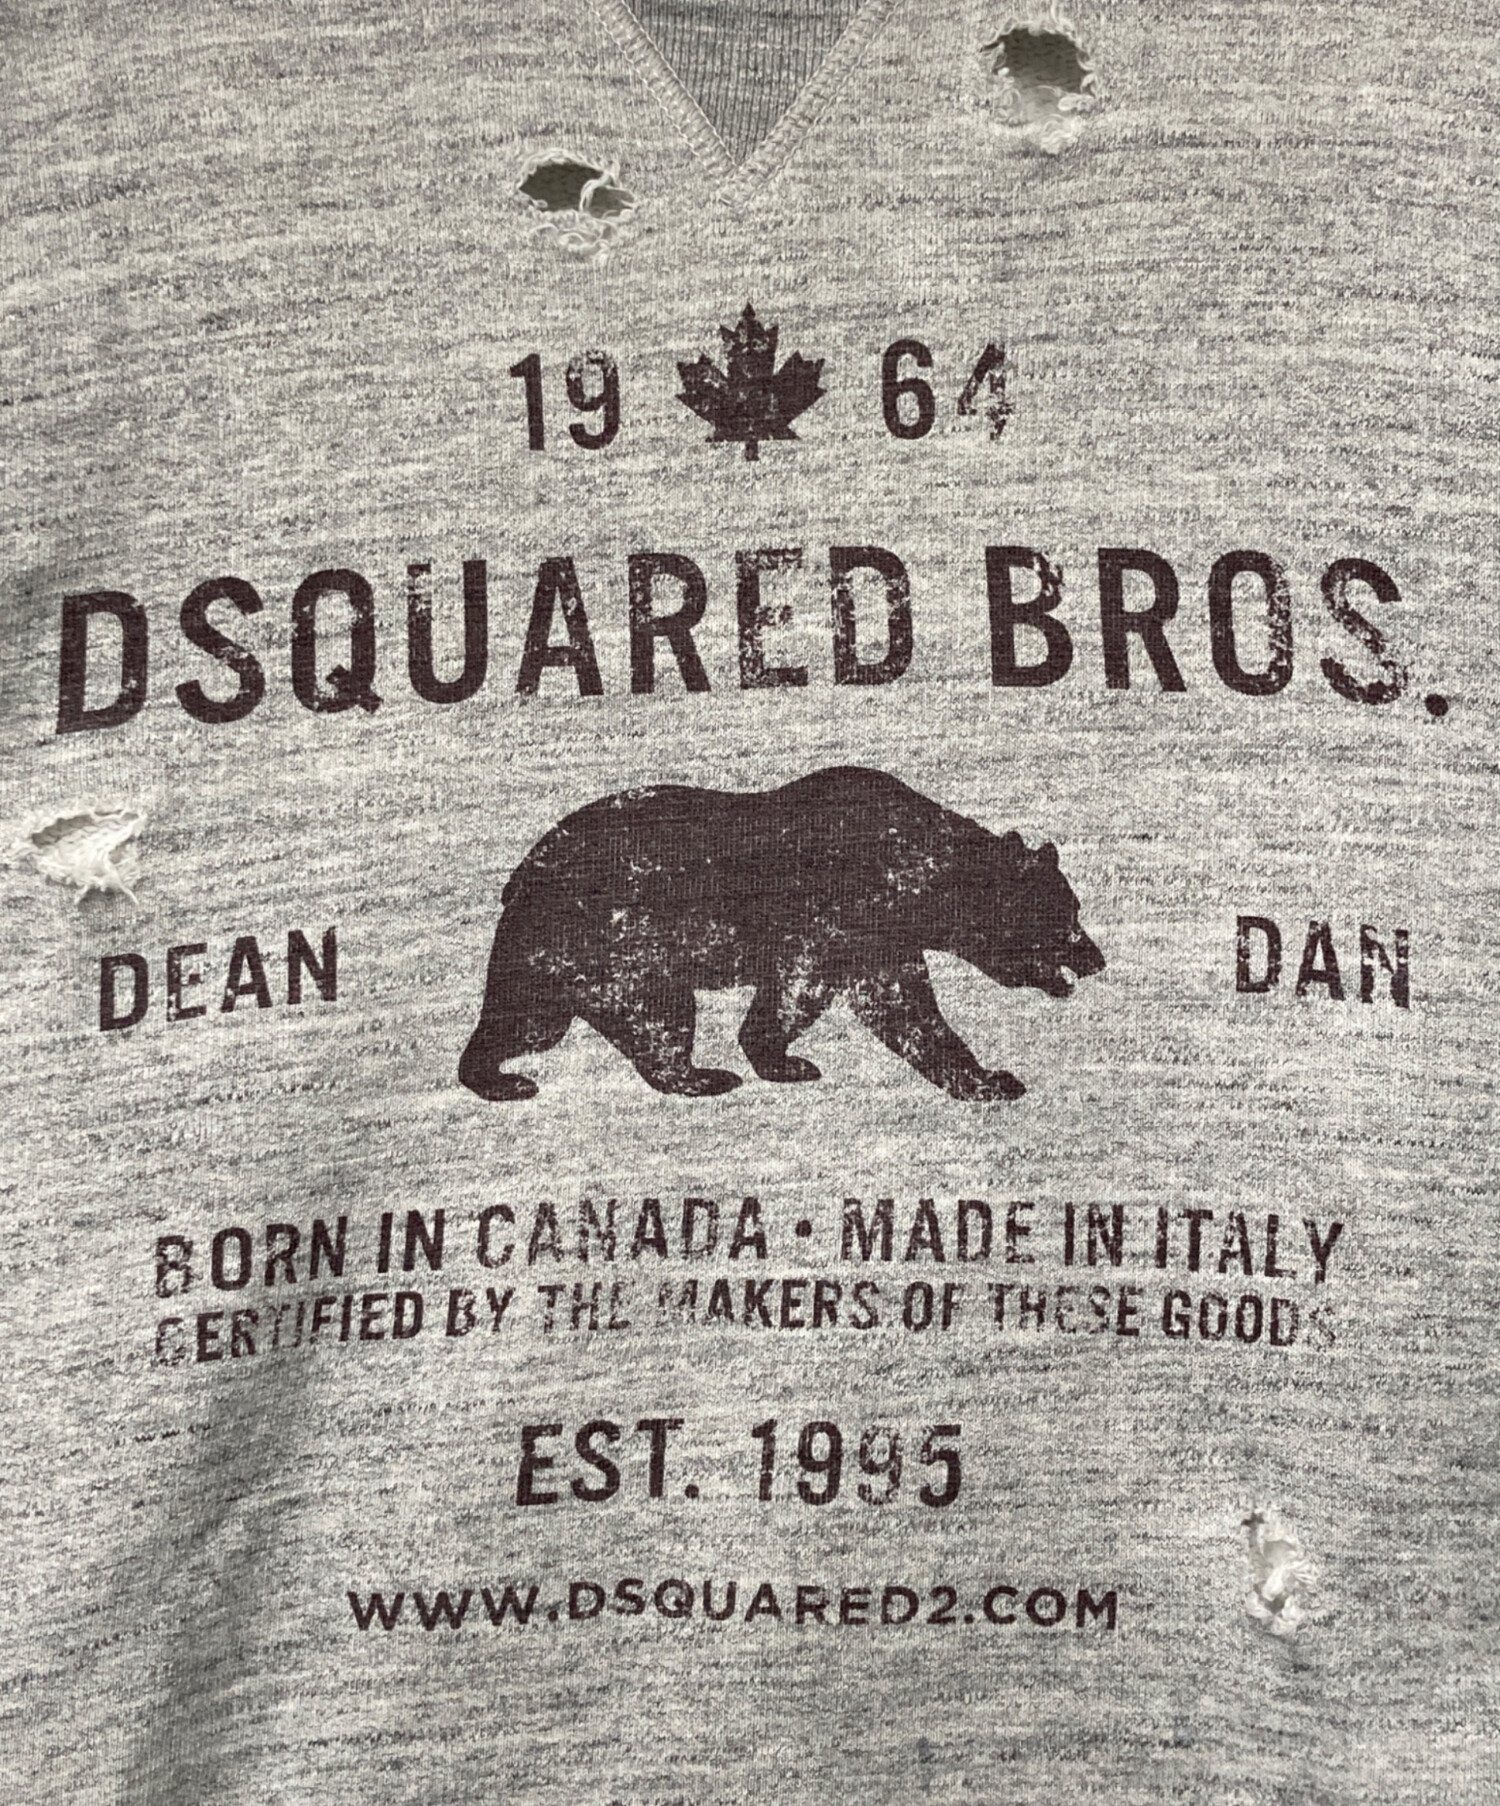 19 64
DSQUARED BROS.
DEAN DAN
BORN IN CANADA • MADE IN ITALY
CERTIFIED BY THE MAKERS OF THESE GOODS
EST. 1995
WWW.DSQUARED2.COM